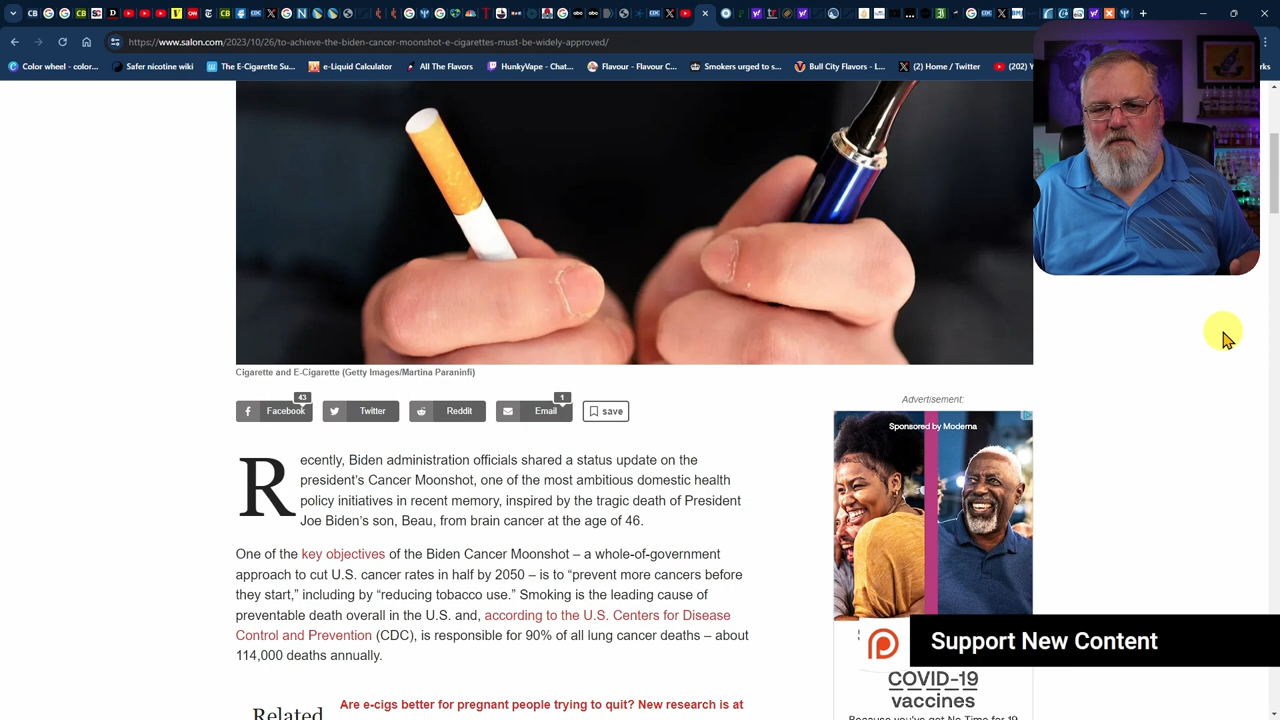 https://www.salon.com/2023/10/26/to-achieve-the-biden-cancer-moonshot-e-cigarettes-must-be-widely-approved/
Color wheel - color...
Safer nicotine wiki
The E-Cigarette Su...
e-Liquid Calculator
All The Flavors
HunkyVape - Chat...
Flavour - Flavour C...
Smokers urged to s...
Bull City Flavors - L...
(2) Home / Twitter
(202) Yo
Cigarette and E-Cigarette (Getty Images/Martina Paraninfi)
43
1
Facebook
Twitter
Reddit
Email
save
Advertisement:
Sponsored by Moderna
Recently, Biden administration officials shared a status update on the
president's Cancer Moonshot, one of the most ambitious domestic health
policy initiatives in recent memory, inspired by the tragic death of President
Joe Biden's son, Beau, from brain cancer at the age of 46.
One of the key objectives of the Biden Cancer Moonshot – a whole-of-government
approach to cut U.S. cancer rates in half by 2050 – is to “prevent more cancers before
they start,” including by “reducing tobacco use.” Smoking is the leading cause of
preventable death overall in the U.S. and, according to the U.S. Centers for Disease
Control and Prevention (CDC), is responsible for 90% of all lung cancer deaths – about
114,000 deaths annually.
Support New Content
COVID-19
vaccines
Because you've got No Time for 19
Related
Are e-cigs better for pregnant people trying to quit? New research is at